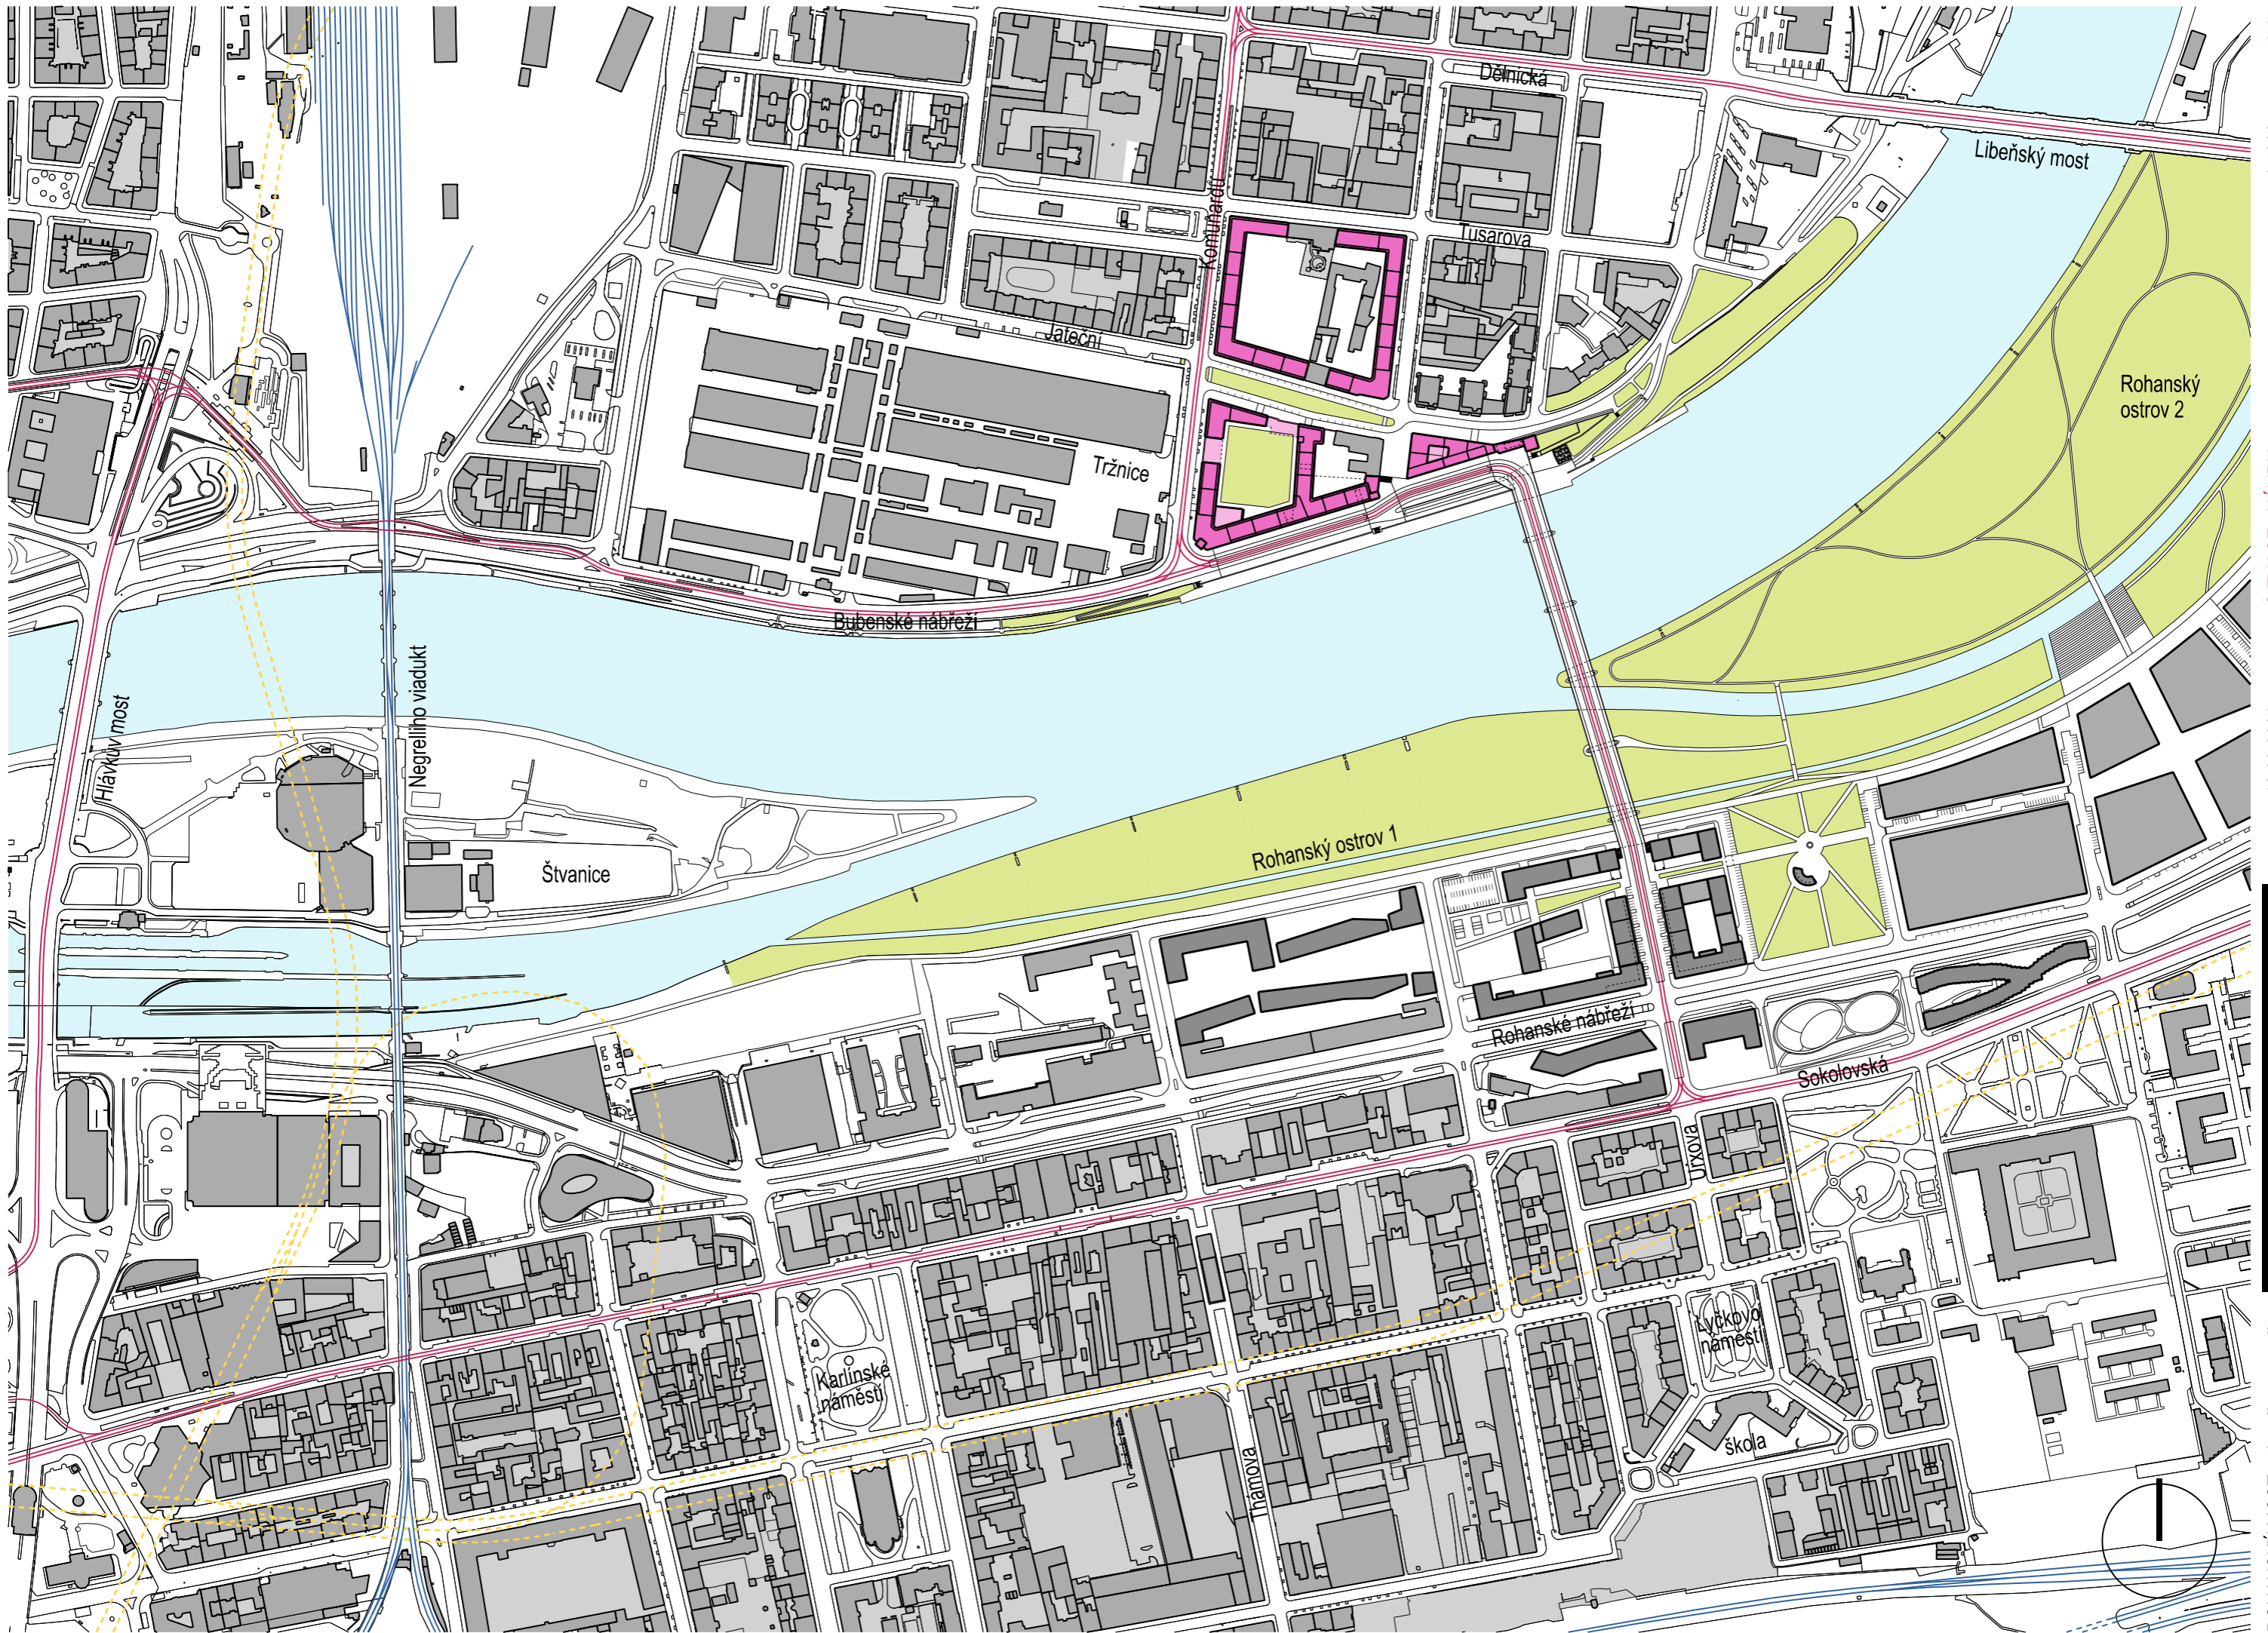 Dělnická
Libeňský most
Komunardů
Tusarova
Jateční
Rohanský
ostrov 2
Tržnice
Bubenské nábřeží
Negrelliho viadukt
Hlávkův most
Štvanice
Rohanský ostrov 1
Rohanské nábřeží
Sokolovská
Urxova
Lyčkovo
náměstí
Karlínské
náměstí
škola
Thámova